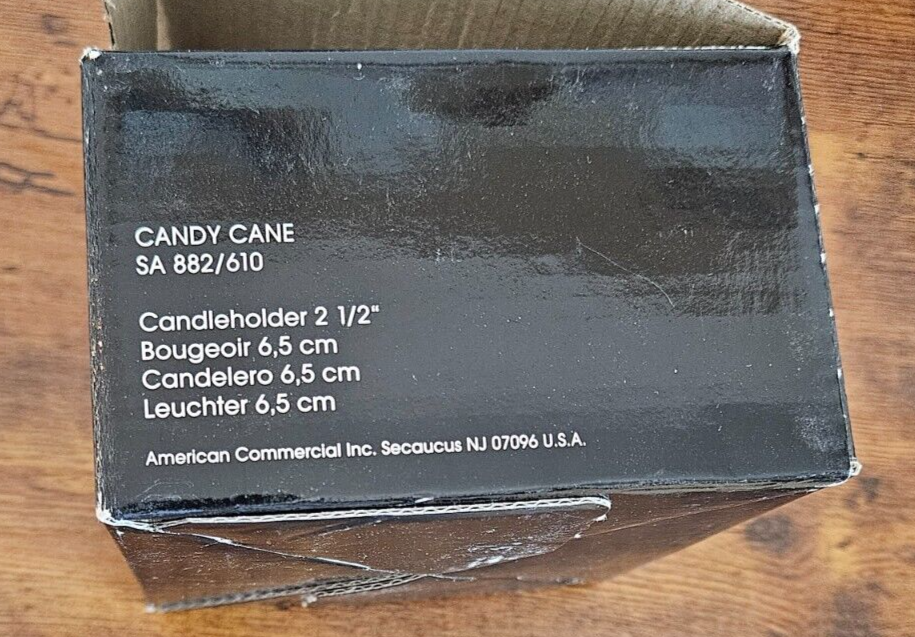 CANDY CANE
SA 882/610
Candleholder 2 1/2"
Bougeoir 6,5 cm
Candelero 6,5 cm
Leuchter 6,5 cm
American Commercial Inc. Secaucus NJ 07096 U.S.A.